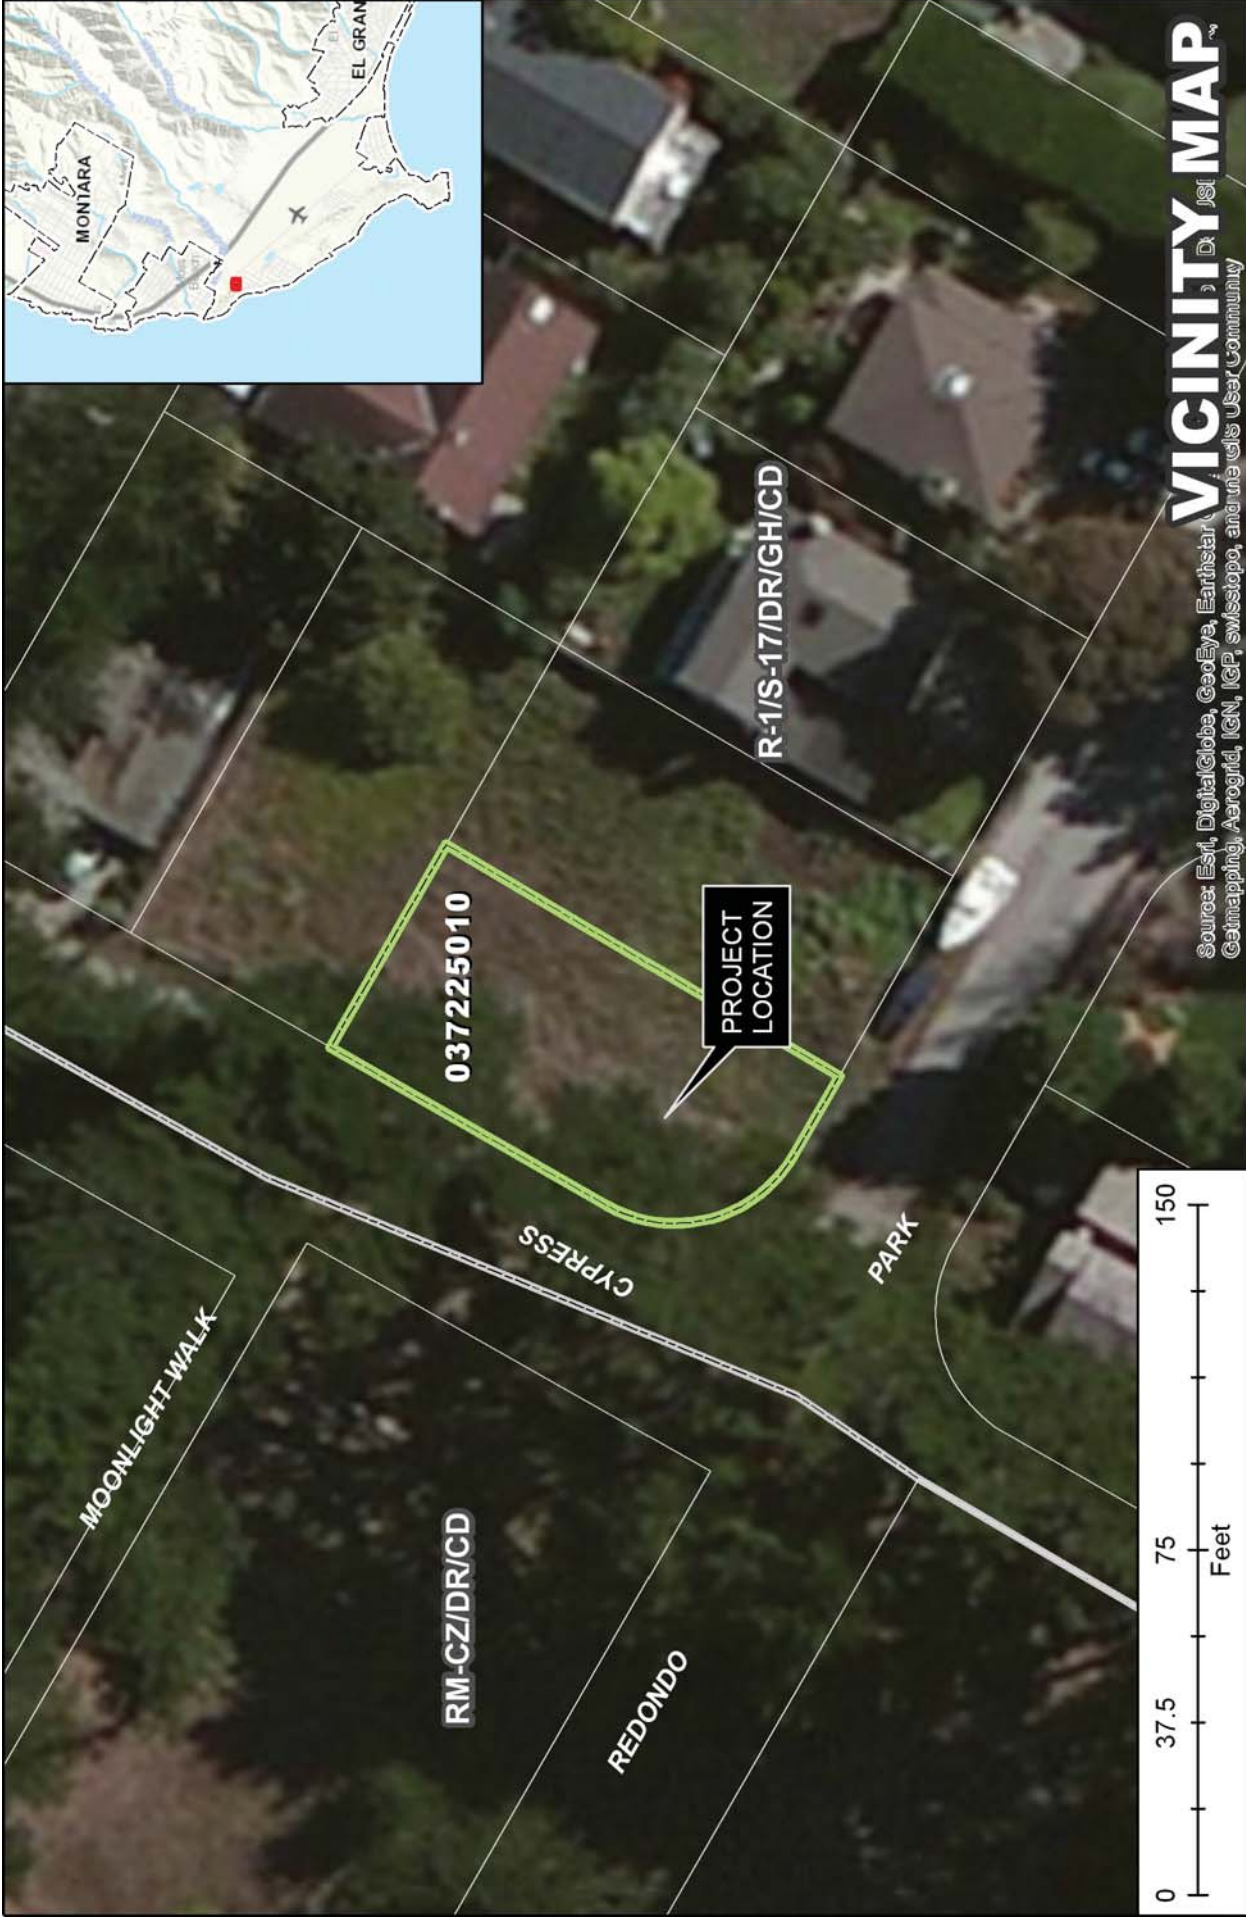 MONTARA
EL GRAN
MOONLIGHT WALK
CYPRESS
037225010
PROJECT
LOCATION
R-1/S-17/DR/GH/CD
RM-CZ/DR/CD
REDONDO
PARK
VICINITY MAP
Source: Esri, DigitalGlobe, GeoEye, Earthstar
Getmapping, Aerogrid, IGN, IGP, swisstopo, and the GIS User Community
0 37.5 75 150
Feet